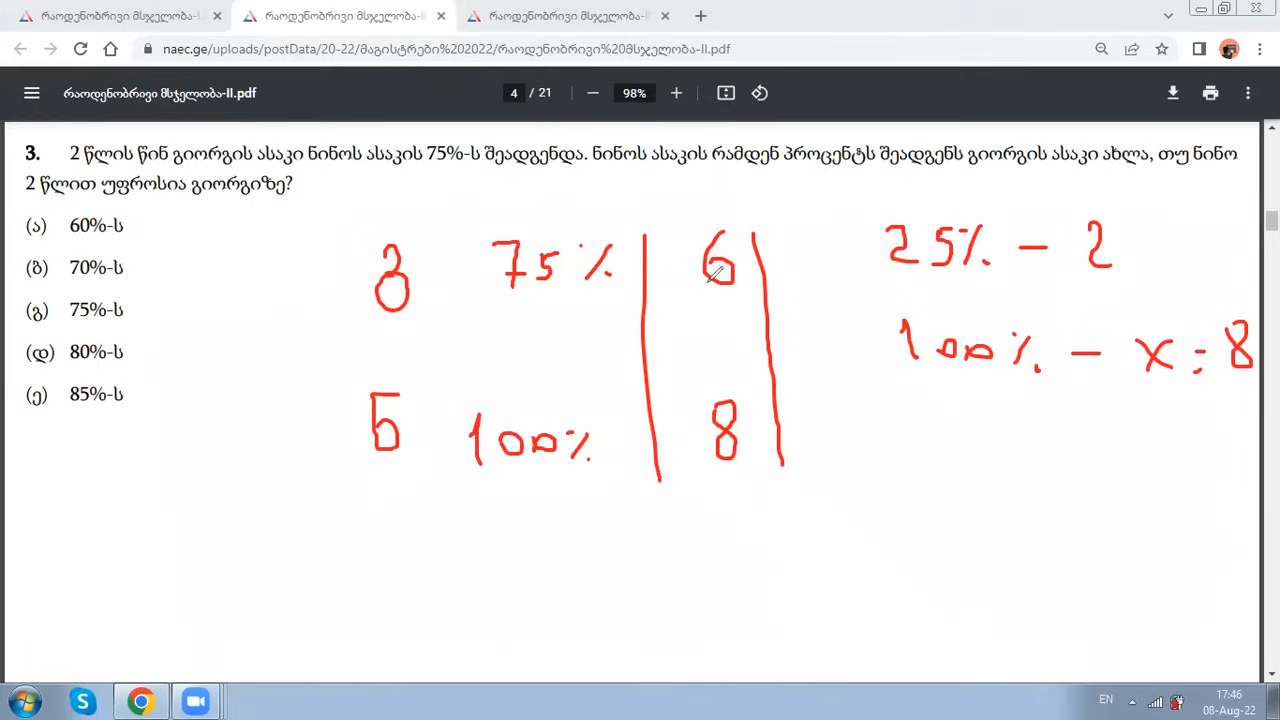 რაოდენობრივი მსჯელობა-
რაოდენობრივი მსჯელობა-II.pdf
რაოდენობრივი მსჯელობა-II.pdf
naec.ge/uploads/postData/20-22/მაგისტრები%202022/რაოდენობრივი%20მსჯელობა-II.pdf
რაოდენობრივი მსჯელობა-II.pdf
4 / 21
98%
3. 2 წლის წინ გიორგის ასაკი ნინოს ასაკის 75%-ს შეადგენდა. ნინოს ასაკის რამდენ პროცენტს შეადგენს გიორგის ასაკი ახლა, თუ ნინო
2 წლით უფროსია გიორგიზე?
(ა) 60%-ს
(ბ) 70%-ს
(გ) 75%-ს
(დ) 80%-ს
(ე) 85%-ს
გ 75% 6
ნ 100% 8
25% - 2
100% - x = 8
EN
17:46
08-Aug-22